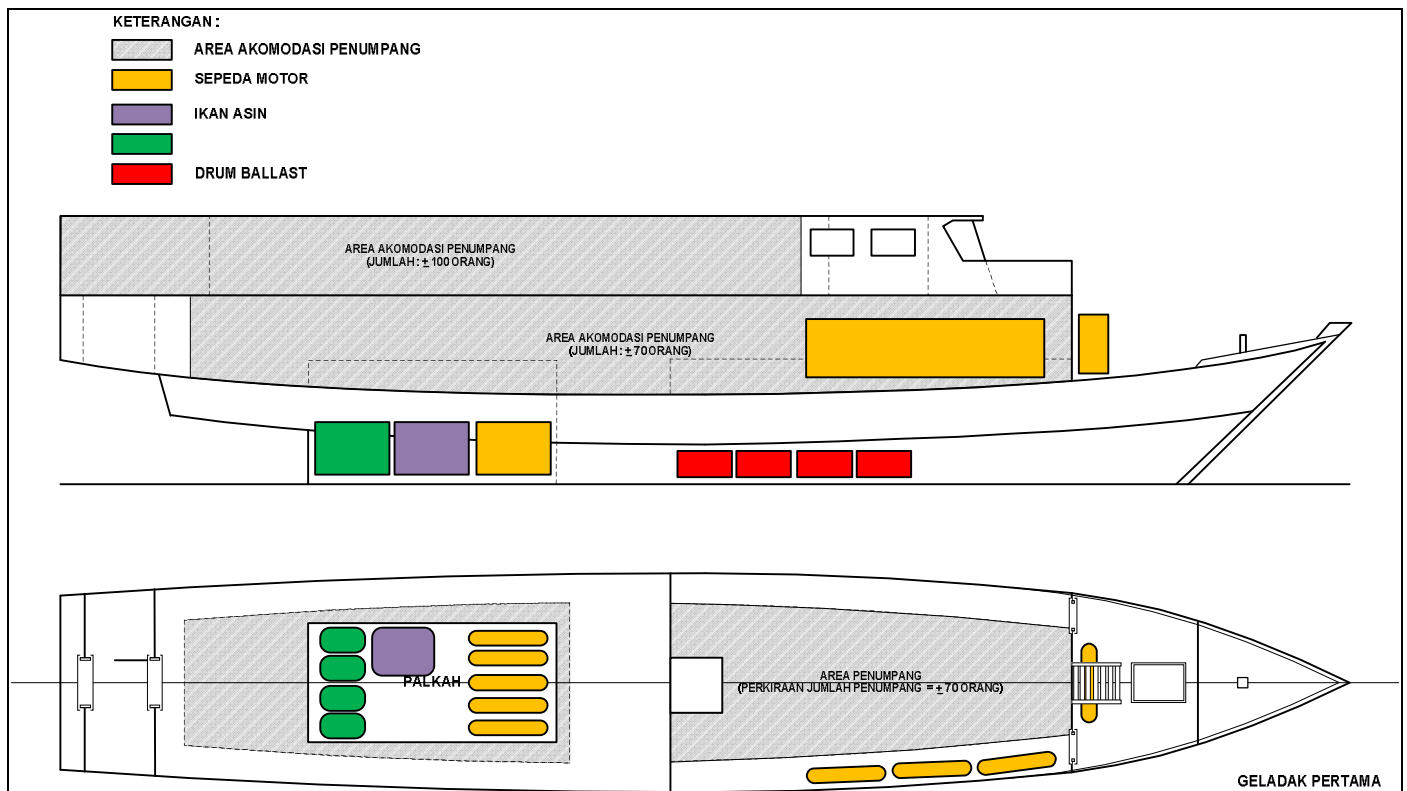 KETERANGAN :
AREA AKOMODASI PENUMPANG
SEPEDA MOTOR
IKAN ASIN
DRUM BALLAST
AREA AKOMODASI PENUMPANG
(JUMLAH : ± 100 ORANG)
AREA AKOMODASI PENUMPANG
(JUMLAH : ± 70 ORANG)
PALKAH
AREA PENUMPANG
(PERKIRAAN JUMLAH PENUMPANG = ± 70 ORANG)
GELADAK PERTAMA